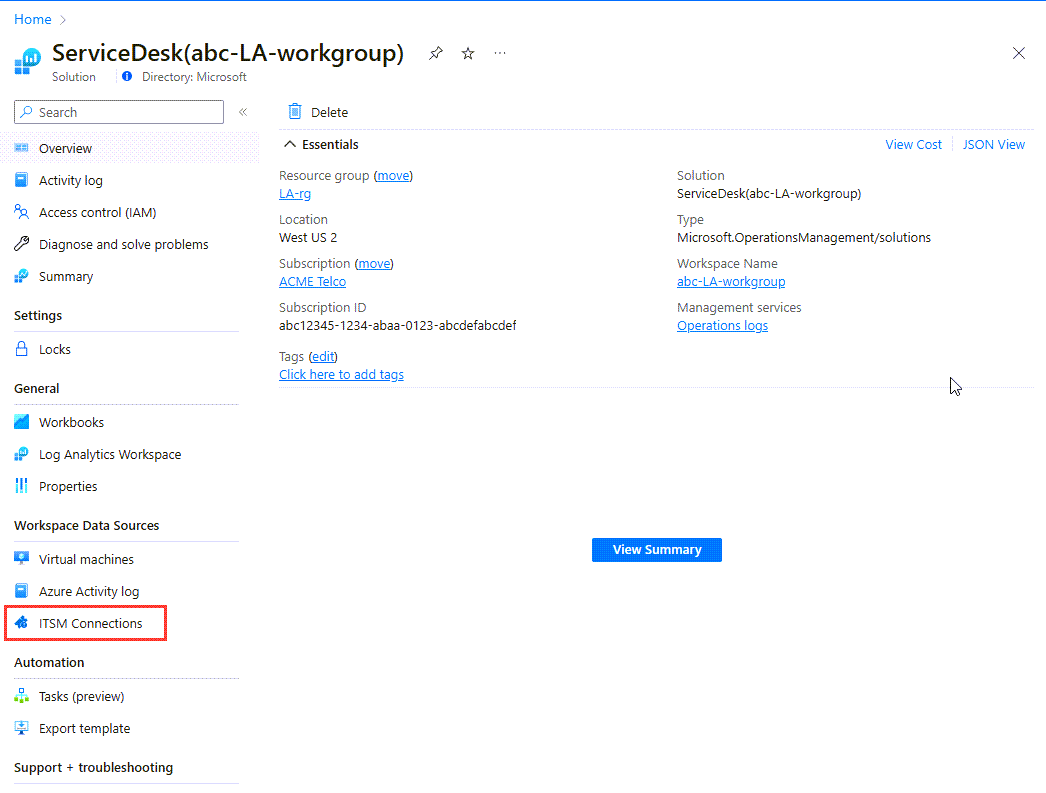 Home
ServiceDesk(abc-LA-workgroup)
Solution
Directory: Microsoft
Search
Overview
Activity log
Access control (IAM)
Diagnose and solve problems
Summary
Settings
Locks
General
Workbooks
Log Analytics Workspace
Properties
Workspace Data Sources
Virtual machines
Azure Activity log
ITSM Connections
Automation
Tasks (preview)
Export template
Support + troubleshooting
Delete
Essentials
View Cost
JSON View
Resource group (move)
LA-rg
Location
West US 2
Subscription (move)
ACME Telco
Subscription ID
abc12345-1234-abaa-0123-abcdefabcdef
Tags (edit)
Click here to add tags
Solution
ServiceDesk(abc-LA-workgroup)
Type
Microsoft.OperationsManagement/solutions
Workspace Name
abc-LA-workgroup
Management services
Operations logs
View Summary